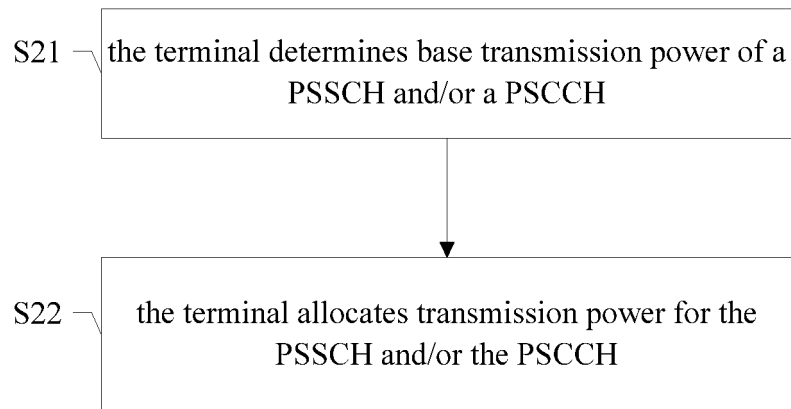 S21
the terminal determines base transmission power of a
PSSCH and/or a PSCCH
S22
the terminal allocates transmission power for the
PSSCH and/or the PSCCH